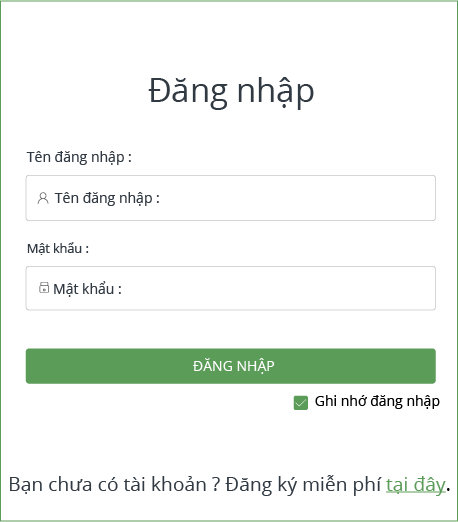 Đăng nhập
Tên đăng nhập :
Tên đăng nhập :
Mật khẩu :
Mật khẩu :
ĐĂNG NHẬP
Ghi nhớ đăng nhập
Bạn chưa có tài khoản ? Đăng ký miễn phí tại đây.